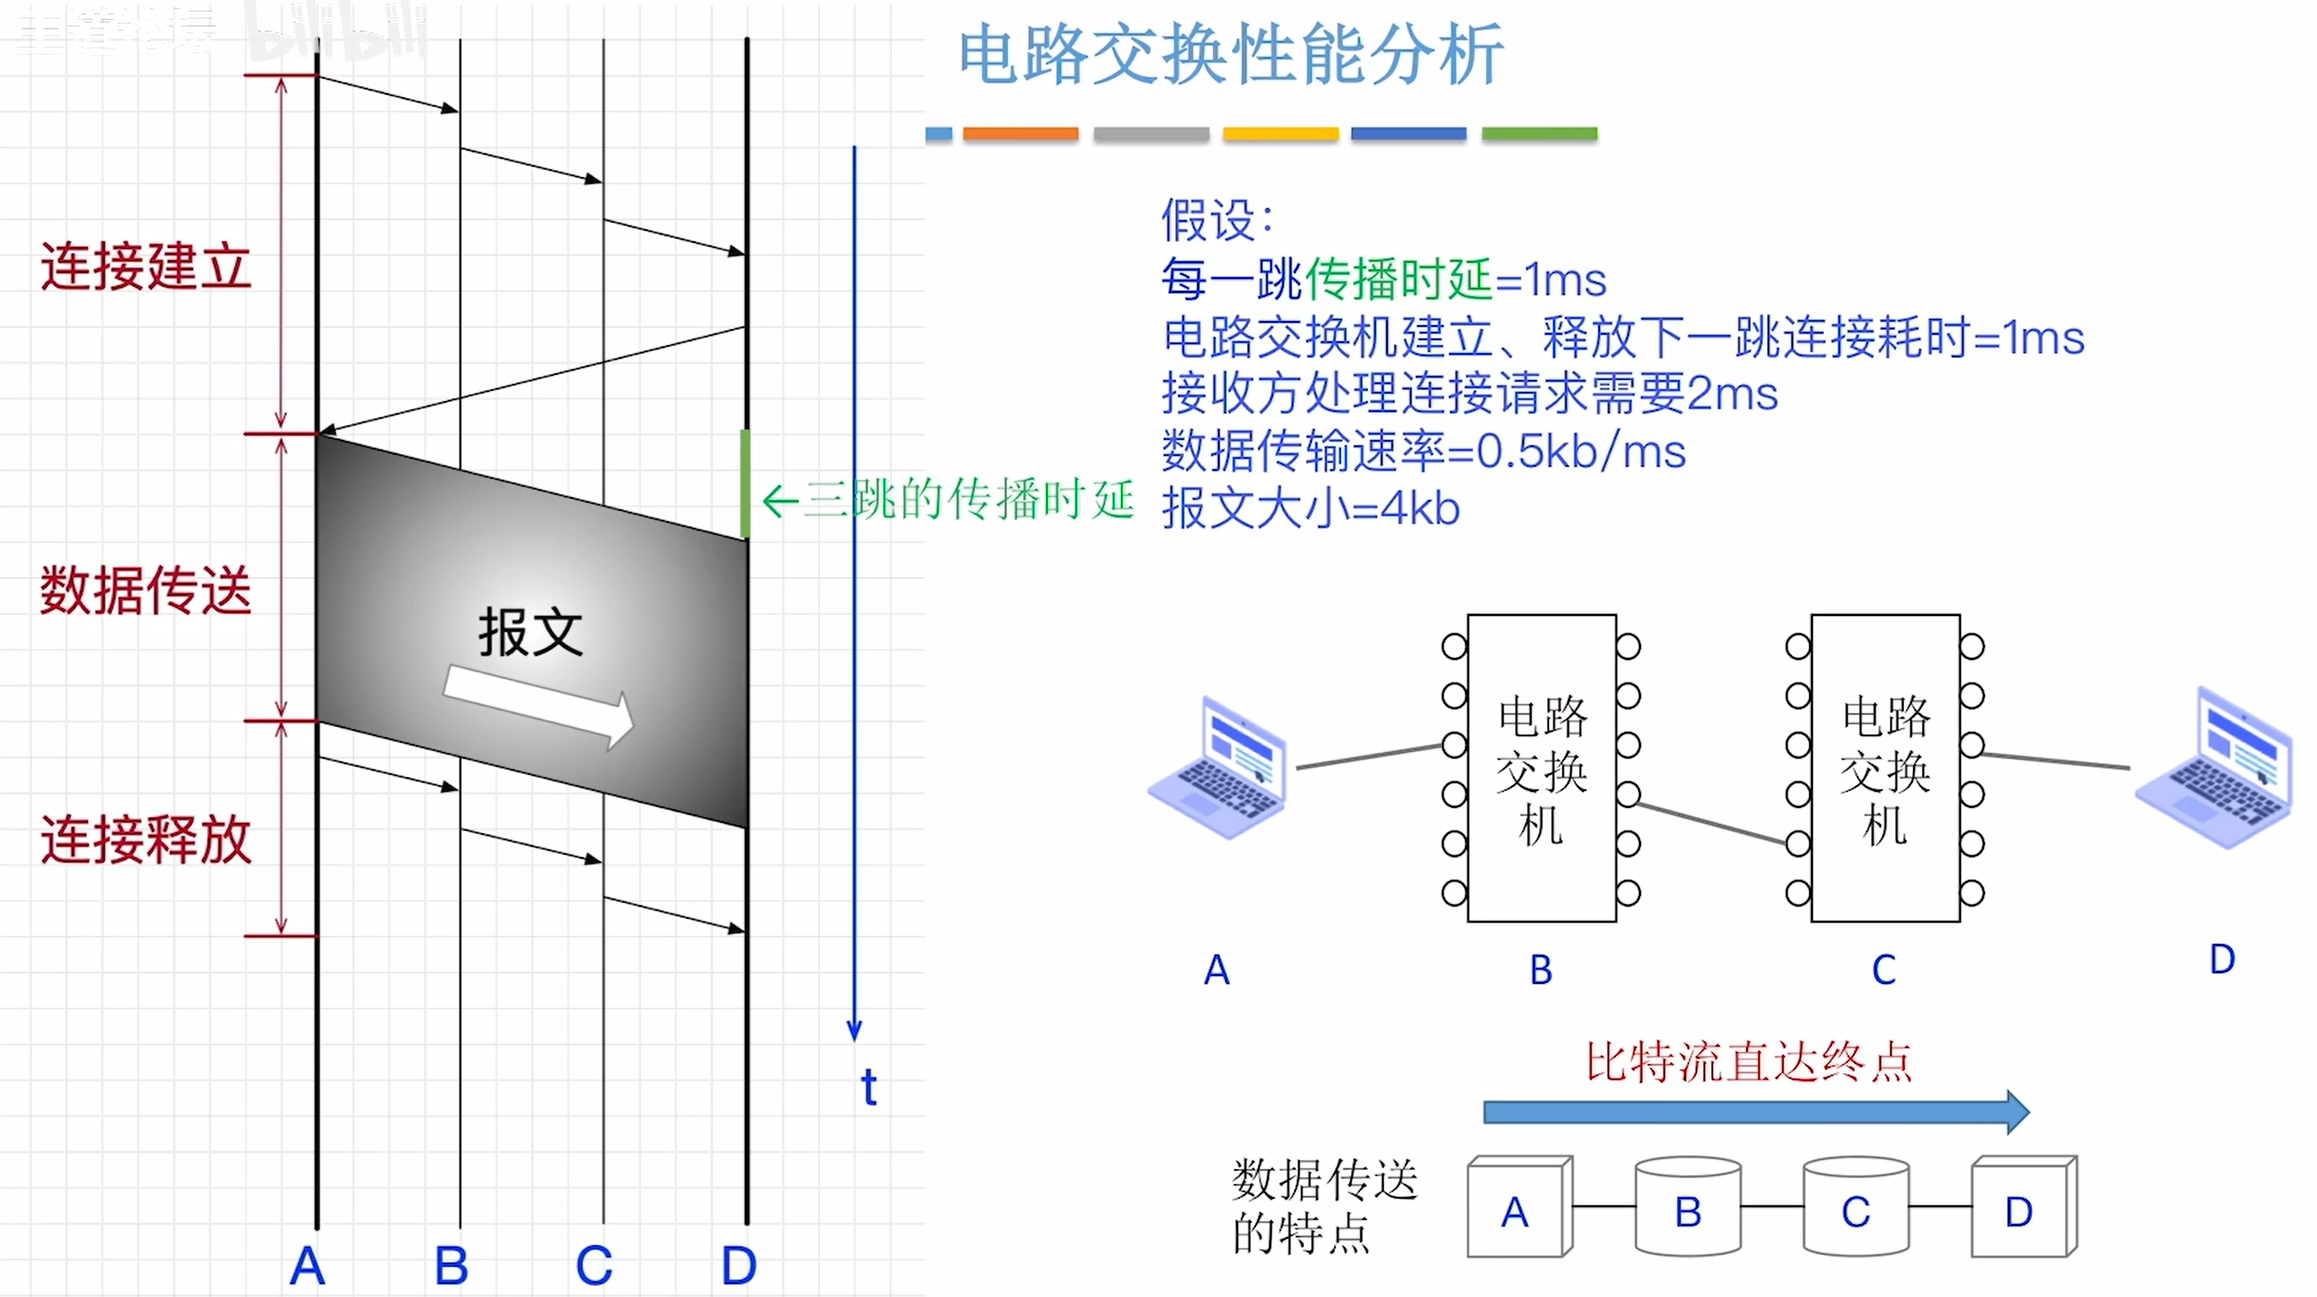 王道论坛
bilibili
电路交换性能分析
假设：
每一跳传播时延=1ms
电路交换机建立、释放下一跳连接耗时=1ms
接收方处理连接请求需要2ms
数据传输速率=0.5kb/ms
报文大小=4kb
连接建立
数据传送
连接释放
←三跳的传播时延
报文
t
A
B
C
D
电路
交换
机
电路
交换
机
A
B
C
D
比特流直达终点
数据传送
的特点
A
B
C
D